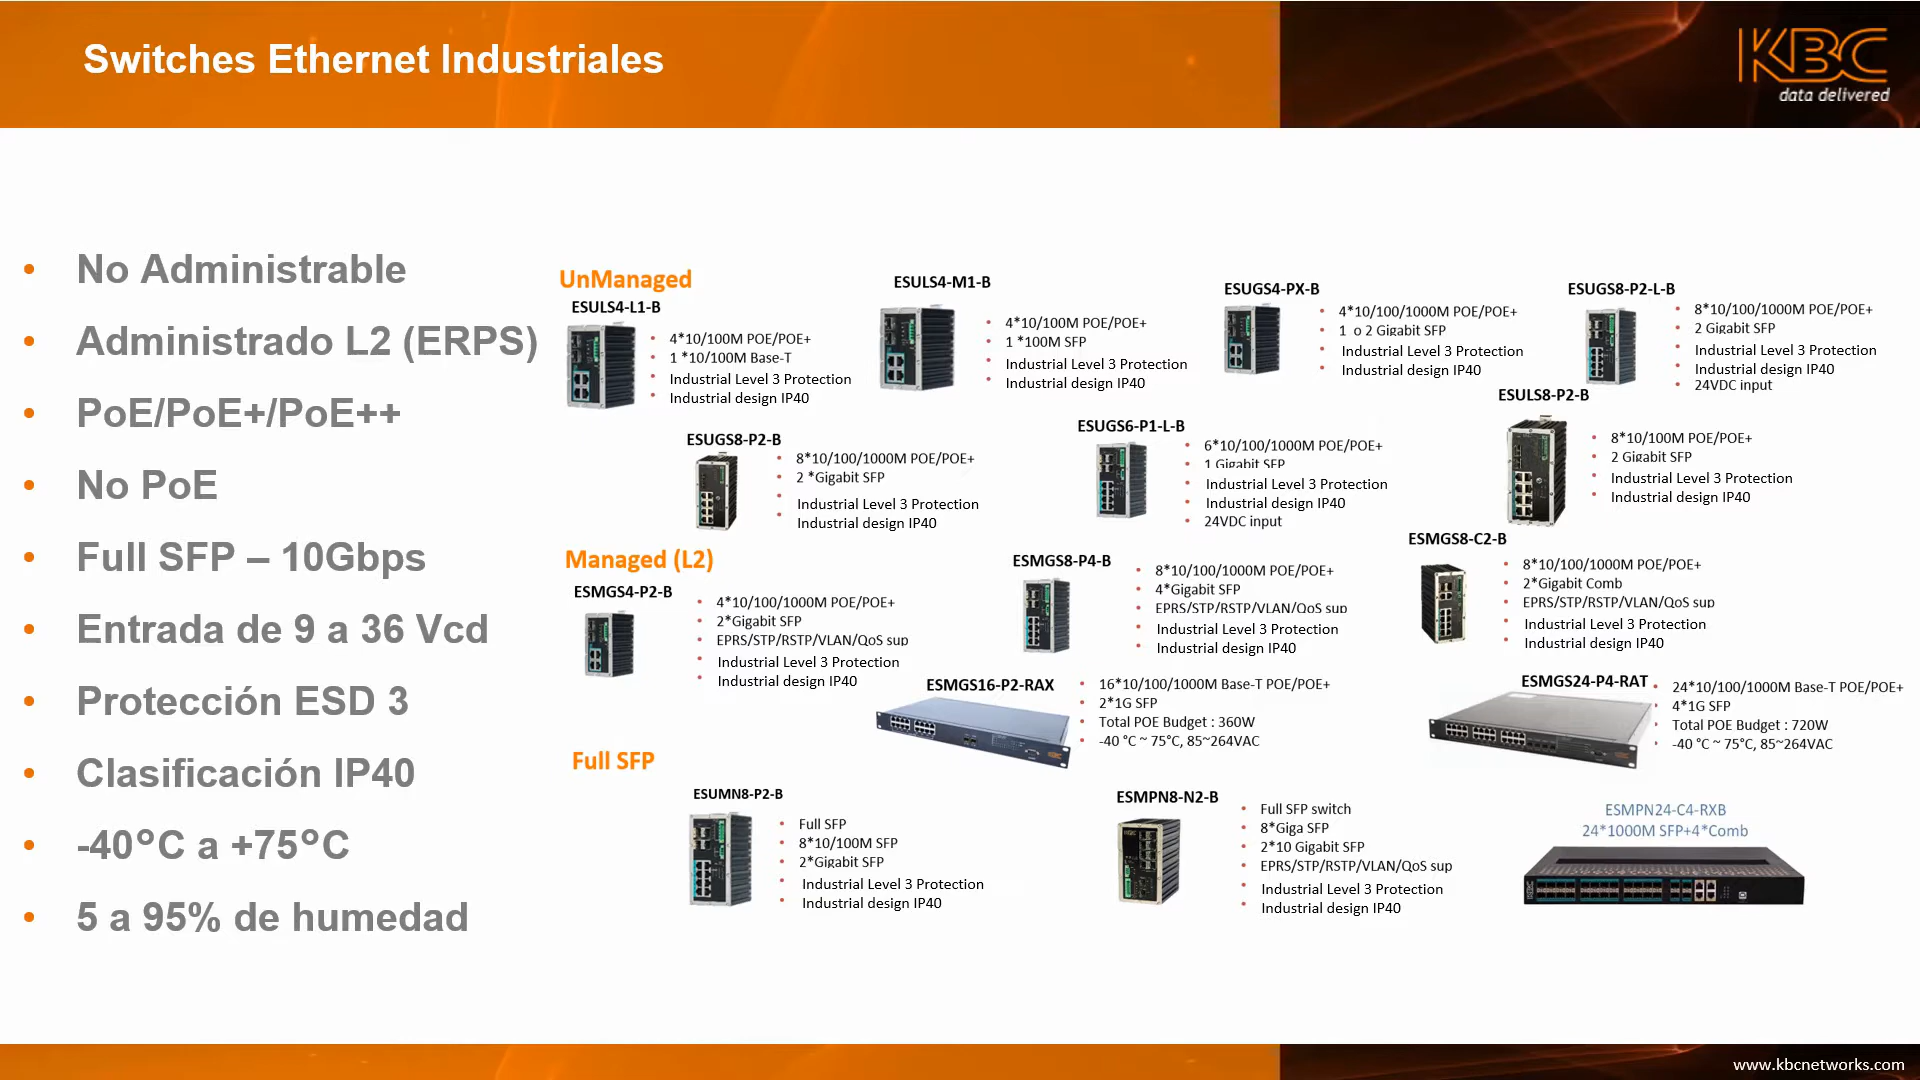 Switches Ethernet Industriales
KBC
data delivered
• No Administrable
• Administrado L2 (ERPS)
• PoE/PoE+/PoE++
• No PoE
• Full SFP – 10Gbps
• Entrada de 9 a 36 Vcd
• Protección ESD 3
• Clasificación IP40
• -40°C a +75°C
• 5 a 95% de humedad
UnManaged
ESULS4-L1-B
• 4*10/100M POE/POE+
• 1 *10/100M Base-T
• Industrial Level 3 Protection
• Industrial design IP40
ESULS4-M1-B
• 4*10/100M POE/POE+
• 1 *100M SFP
• Industrial Level 3 Protection
• Industrial design IP40
ESUGS4-PX-B
• 4*10/100/1000M POE/POE+
• 1 o 2 Gigabit SFP
• Industrial Level 3 Protection
• Industrial design IP40
ESUGS8-P2-L-B
• 8*10/100/1000M POE/POE+
• 2 Gigabit SFP
• Industrial Level 3 Protection
• Industrial design IP40
• 24VDC input
ESUGS8-P2-B
• 8*10/100/1000M POE/POE+
• 2 *Gigabit SFP
• Industrial Level 3 Protection
• Industrial design IP40
ESUGS6-P1-L-B
• 6*10/100/1000M POE/POE+
• 1 Gigabit SFP
• Industrial Level 3 Protection
• Industrial design IP40
• 24VDC input
ESULS8-P2-B
• 8*10/100M POE/POE+
• 2 Gigabit SFP
• Industrial Level 3 Protection
• Industrial design IP40
Managed (L2)
ESMGS4-P2-B
• 4*10/100/1000M POE/POE+
• 2*Gigabit SFP
• EPRS/STP/RSTP/VLAN/QoS sup
• Industrial Level 3 Protection
• Industrial design IP40
ESMGS8-P4-B
• 8*10/100/1000M POE/POE+
• 4*Gigabit SFP
• EPRS/STP/RSTP/VLAN/QoS sup
• Industrial Level 3 Protection
• Industrial design IP40
ESMGS8-C2-B
• 8*10/100/1000M POE/POE+
• 2*Gigabit Comb
• EPRS/STP/RSTP/VLAN/QoS sup
• Industrial Level 3 Protection
• Industrial design IP40
ESMGS16-P2-RAX
• 16*10/100/1000M Base-T POE/POE+
• 2*1G SFP
• Total POE Budget : 360W
• -40 °C ~ 75°C, 85~264VAC
ESMGS24-P4-RAT
• 24*10/100/1000M Base-T POE/POE+
• 4*1G SFP
• Total POE Budget : 720W
• -40 °C ~ 75°C, 85~264VAC
Full SFP
ESUMN8-P2-B
• Full SFP
• 8*10/100M SFP
• 2*Gigabit SFP
• Industrial Level 3 Protection
• Industrial design IP40
ESMPN8-N2-B
• Full SFP switch
• 8*Giga SFP
• 2*10 Gigabit SFP
• EPRS/STP/RSTP/VLAN/QoS sup
• Industrial Level 3 Protection
• Industrial design IP40
ESMPN24-C4-RXB
24*1000M SFP+4*Comb
www.kbcnetworks.com